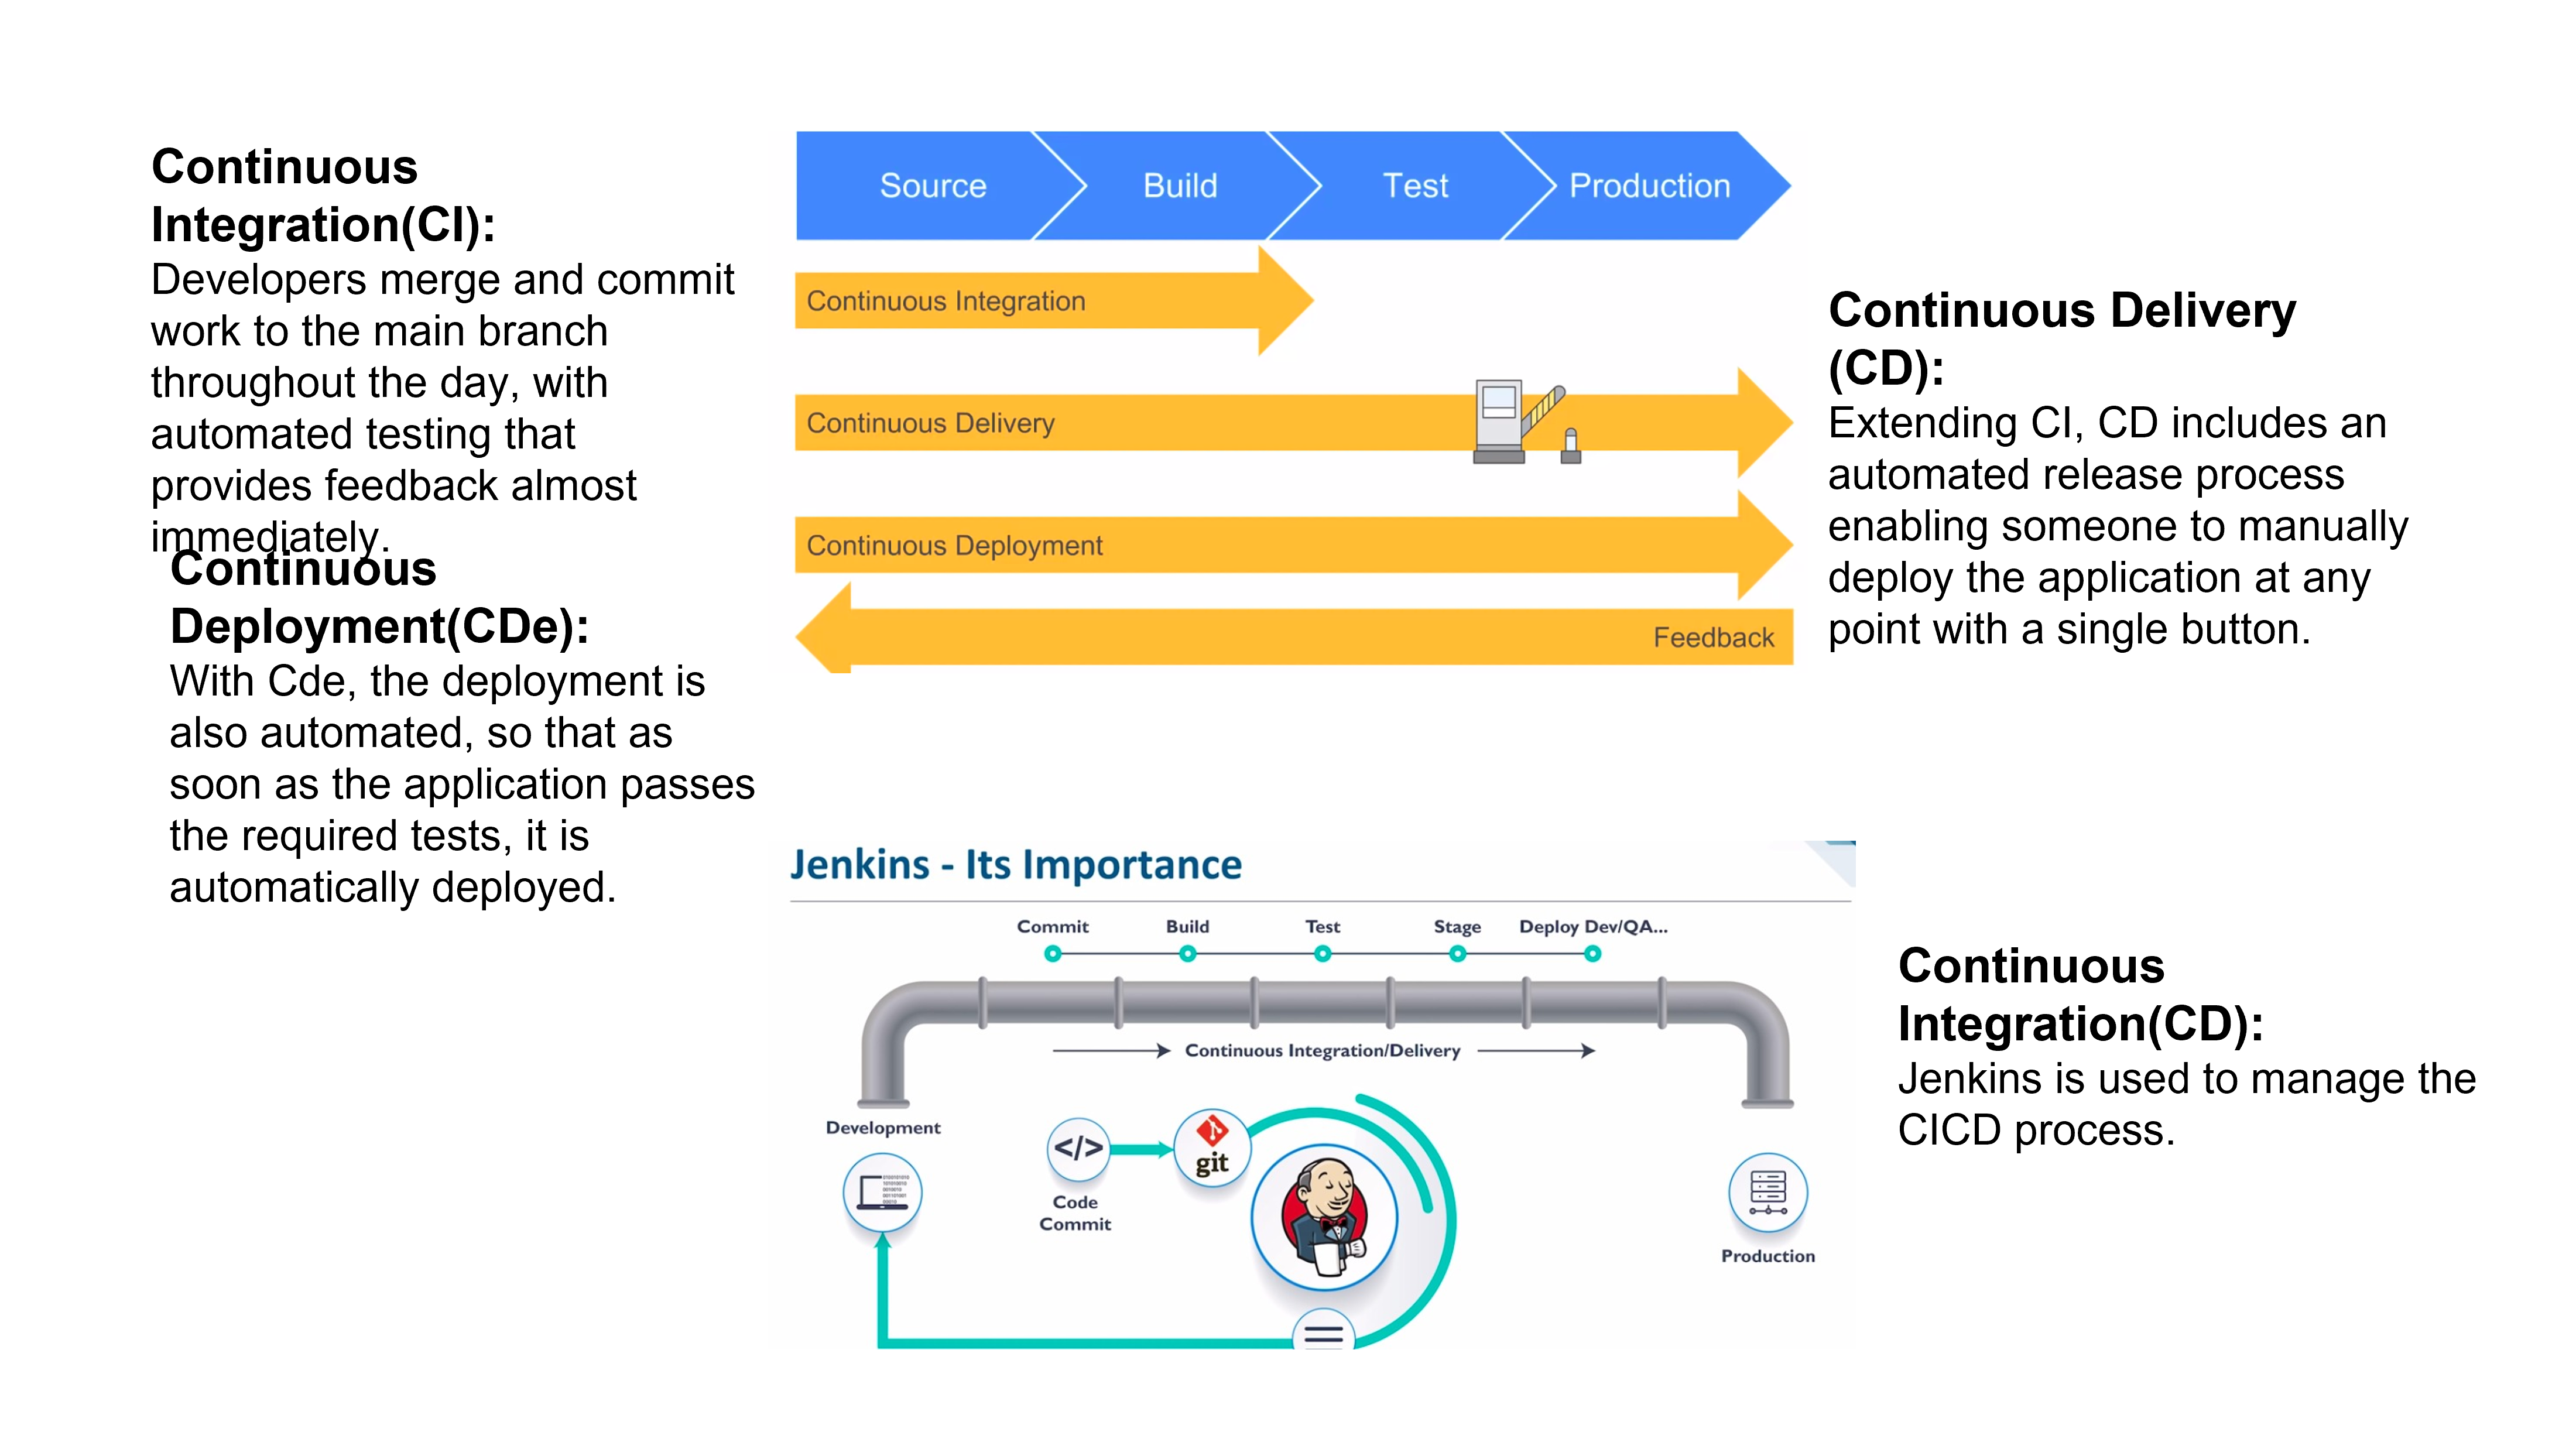 Continuous
Integration(CI):
Developers merge and commit
work to the main branch
throughout the day, with
automated testing that
provides feedback almost
immediately.
Continuous
Deployment(CDe):
With Cde, the deployment is
also automated, so that as
soon as the application passes
the required tests, it is
automatically deployed.
Source
Build
Test
Production
Continuous Integration
Continuous Delivery
Continuous Deployment
Feedback
Continuous Delivery
(CD):
Extending CI, CD includes an
automated release process
enabling someone to manually
deploy the application at any
point with a single button.
Jenkins - Its Importance
Commit
Build
Test
Stage
Deploy Dev/QA...
Continuous Integration/Delivery
Development
</>
git
Code
Commit
Production
Continuous
Integration(CD):
Jenkins is used to manage the
CICD process.